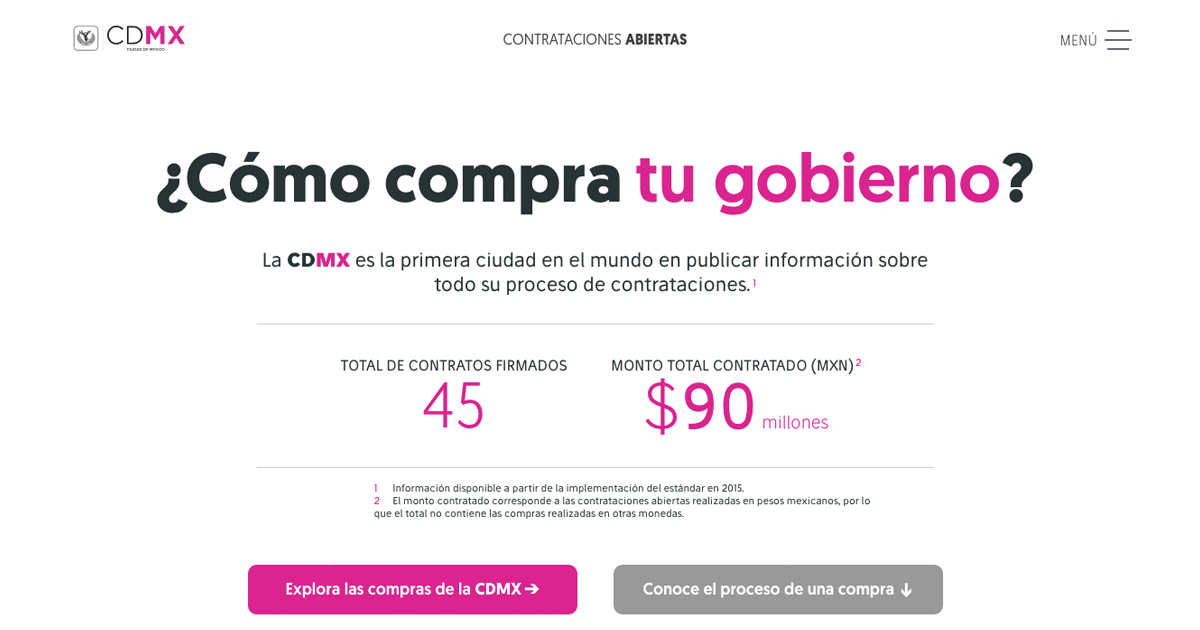 CDMX
CIUDAD DE MÉXICO
CONTRATACIONES ABIERTAS
MENÚ
¿Cómo compra tu gobierno?
La CDMX es la primera ciudad en el mundo en publicar información sobre
todo su proceso de contrataciones.1
TOTAL DE CONTRATOS FIRMADOS
45
MONTO TOTAL CONTRATADO (MXN)2
$90 millones
1 Información disponible a partir de la implementación del estándar en 2015.
2 El monto contratado corresponde a las contrataciones abiertas realizadas en pesos mexicanos, por lo
que el total no contiene las compras realizadas en otras monedas.
Explora las compras de la CDMX →
Conoce el proceso de una compra ↓